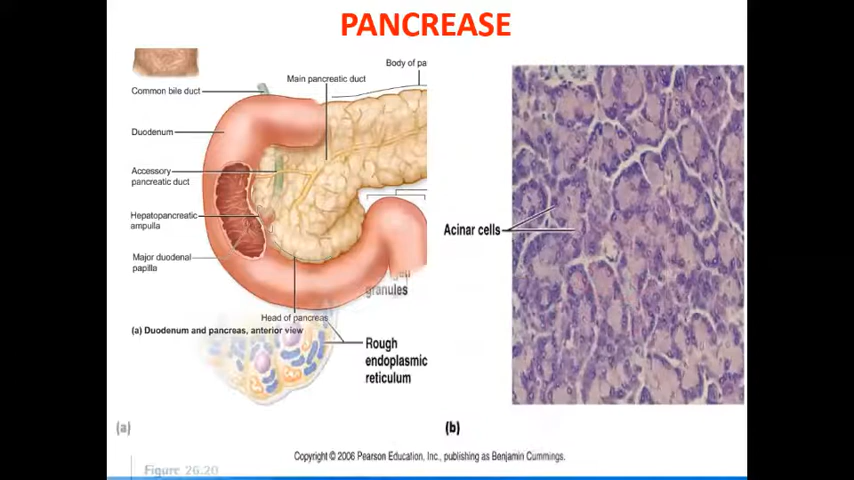 PANCREASE
Body of pa
Main pancreatic duct
Common bile duct
Duodenum
Accessory
pancreatic duct
Hepatopancreatic
ampulla
Major duodenal
papilla
granules
Head of pancreas
(a) Duodenum and pancreas, anterior view
Rough
endoplasmic
reticulum
Acinar cells
(a)
(b)
Copyright © 2006 Pearson Education, Inc., publishing as Benjamin Cummings.
Figure 26.20